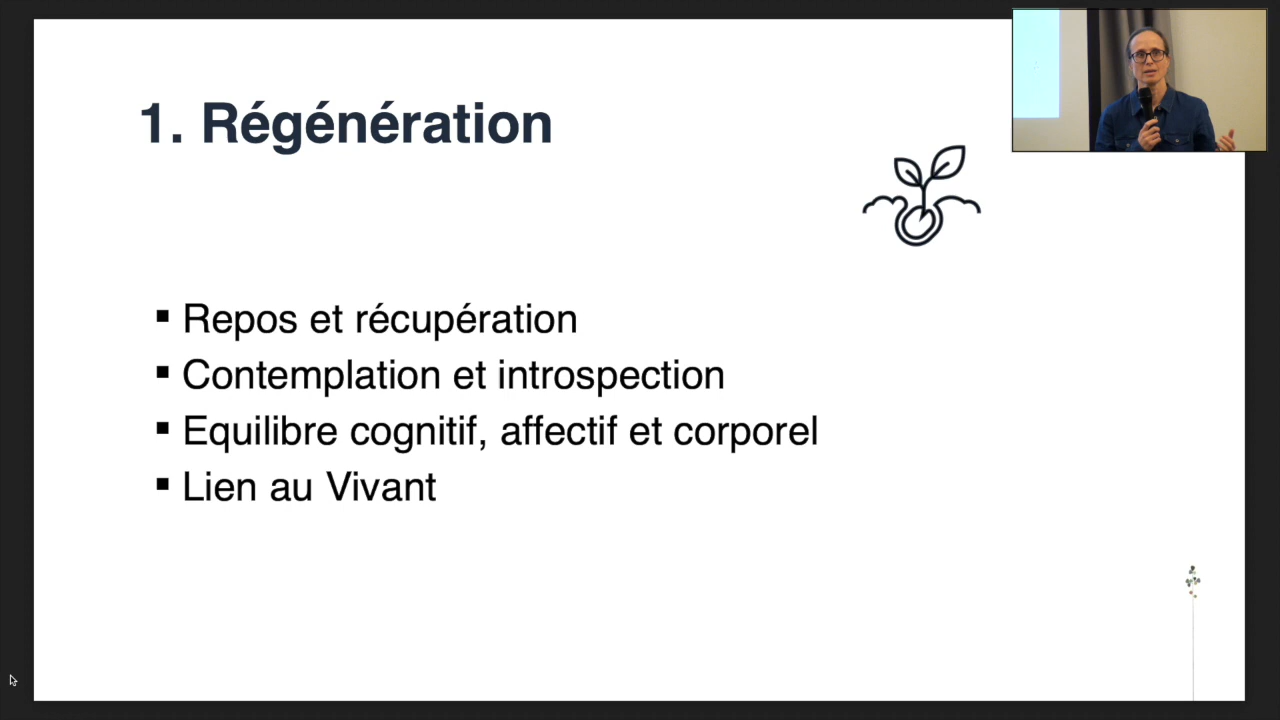 1. Régénération
▪ Repos et récupération
▪ Contemplation et introspection
▪ Equilibre cognitif, affectif et corporel
▪ Lien au Vivant